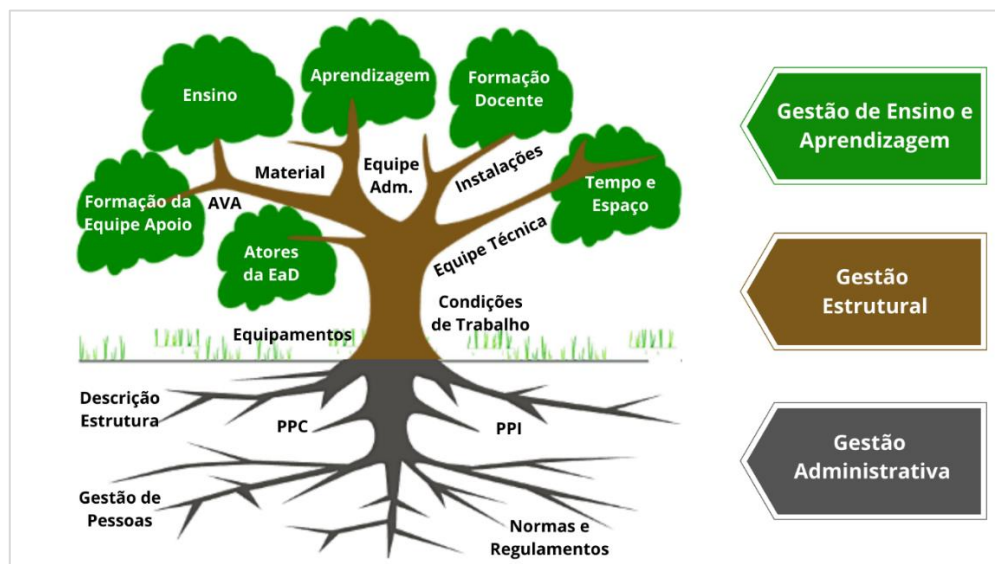 Ensino
Aprendizagem
Formação
Docente
Gestão de Ensino e
Aprendizagem
Material
Equipe
Adm.
Instalações
Formação da
Equipe Apoio
AVA
Tempo e
Espaço
Atores
da EaD
Equipe Técnica
Gestão
Estrutural
Equipamentos
Condições
de Trabalho
Descrição
Estrutura
PPC
PPI
Gestão
Administrativa
Gestão de
Pessoas
Normas e
Regulamentos